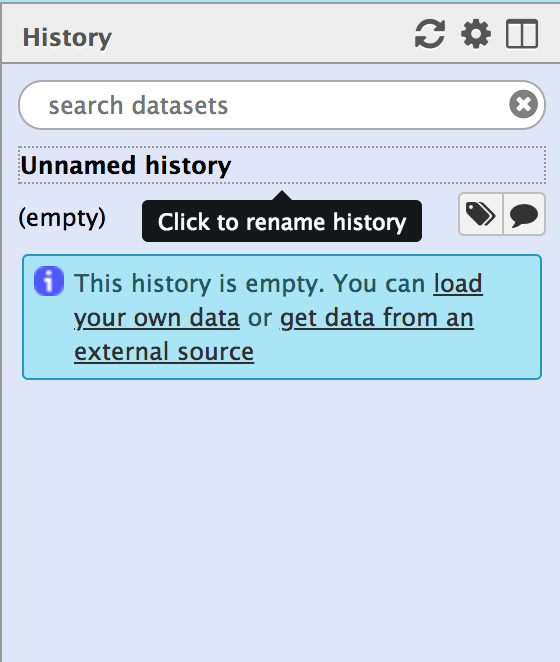 History
search datasets
Unnamed history
(empty)
Click to rename history
This history is empty. You can load
your own data or get data from an
external source